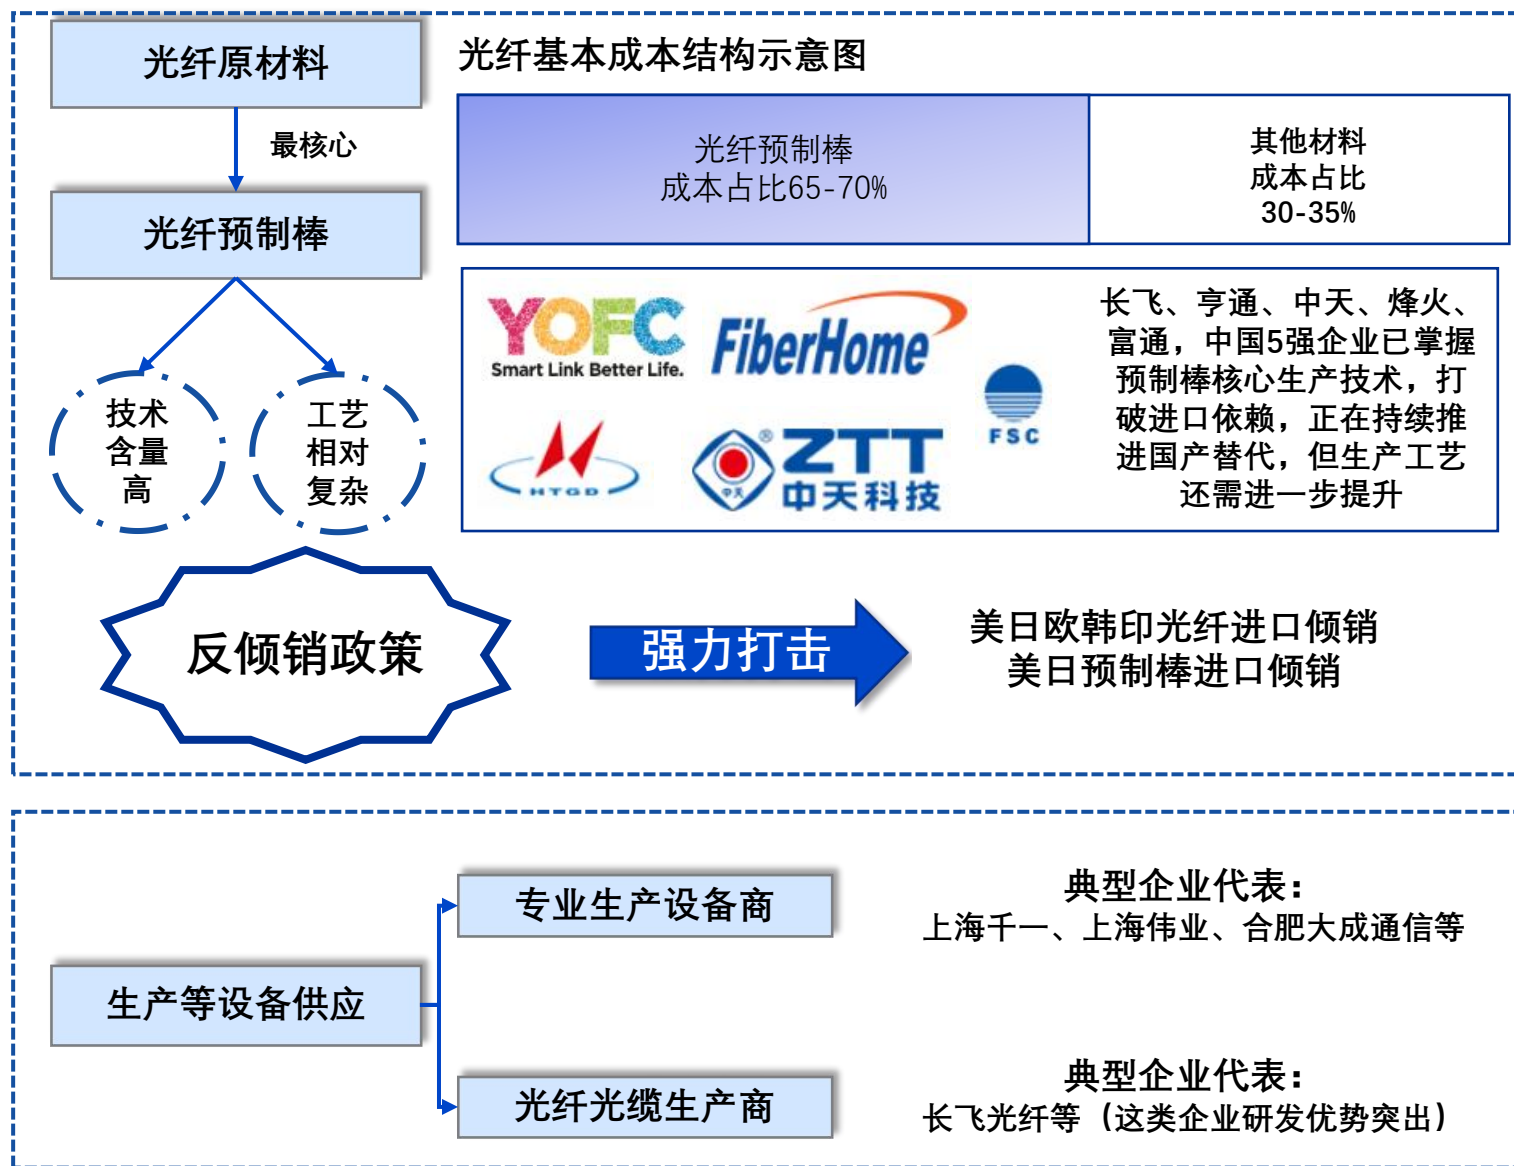 光纤原材料
最核心
光纤预制棒
技术
含量
高
工艺
相对
复杂
光纤基本成本结构示意图
光纤预制棒
成本占比65-70%
其他材料
成本占比
30-35%
YOFC
Smart Link Better Life.
FiberHome
FSC
HTGD
中天
®
ZTT
中天科技
长飞、亨通、中天、烽火、
富通，中国5强企业已掌握
预制棒核心生产技术，打
破进口依赖，正在持续推
进国产替代，但生产工艺
还需进一步提升
反倾销政策
强力打击
美日欧韩印光纤进口倾销
美日预制棒进口倾销
生产等设备供应
专业生产设备商
典型企业代表：
上海千一、上海伟业、合肥大成通信等
光纤光缆生产商
典型企业代表：
长飞光纤等（这类企业研发优势突出）